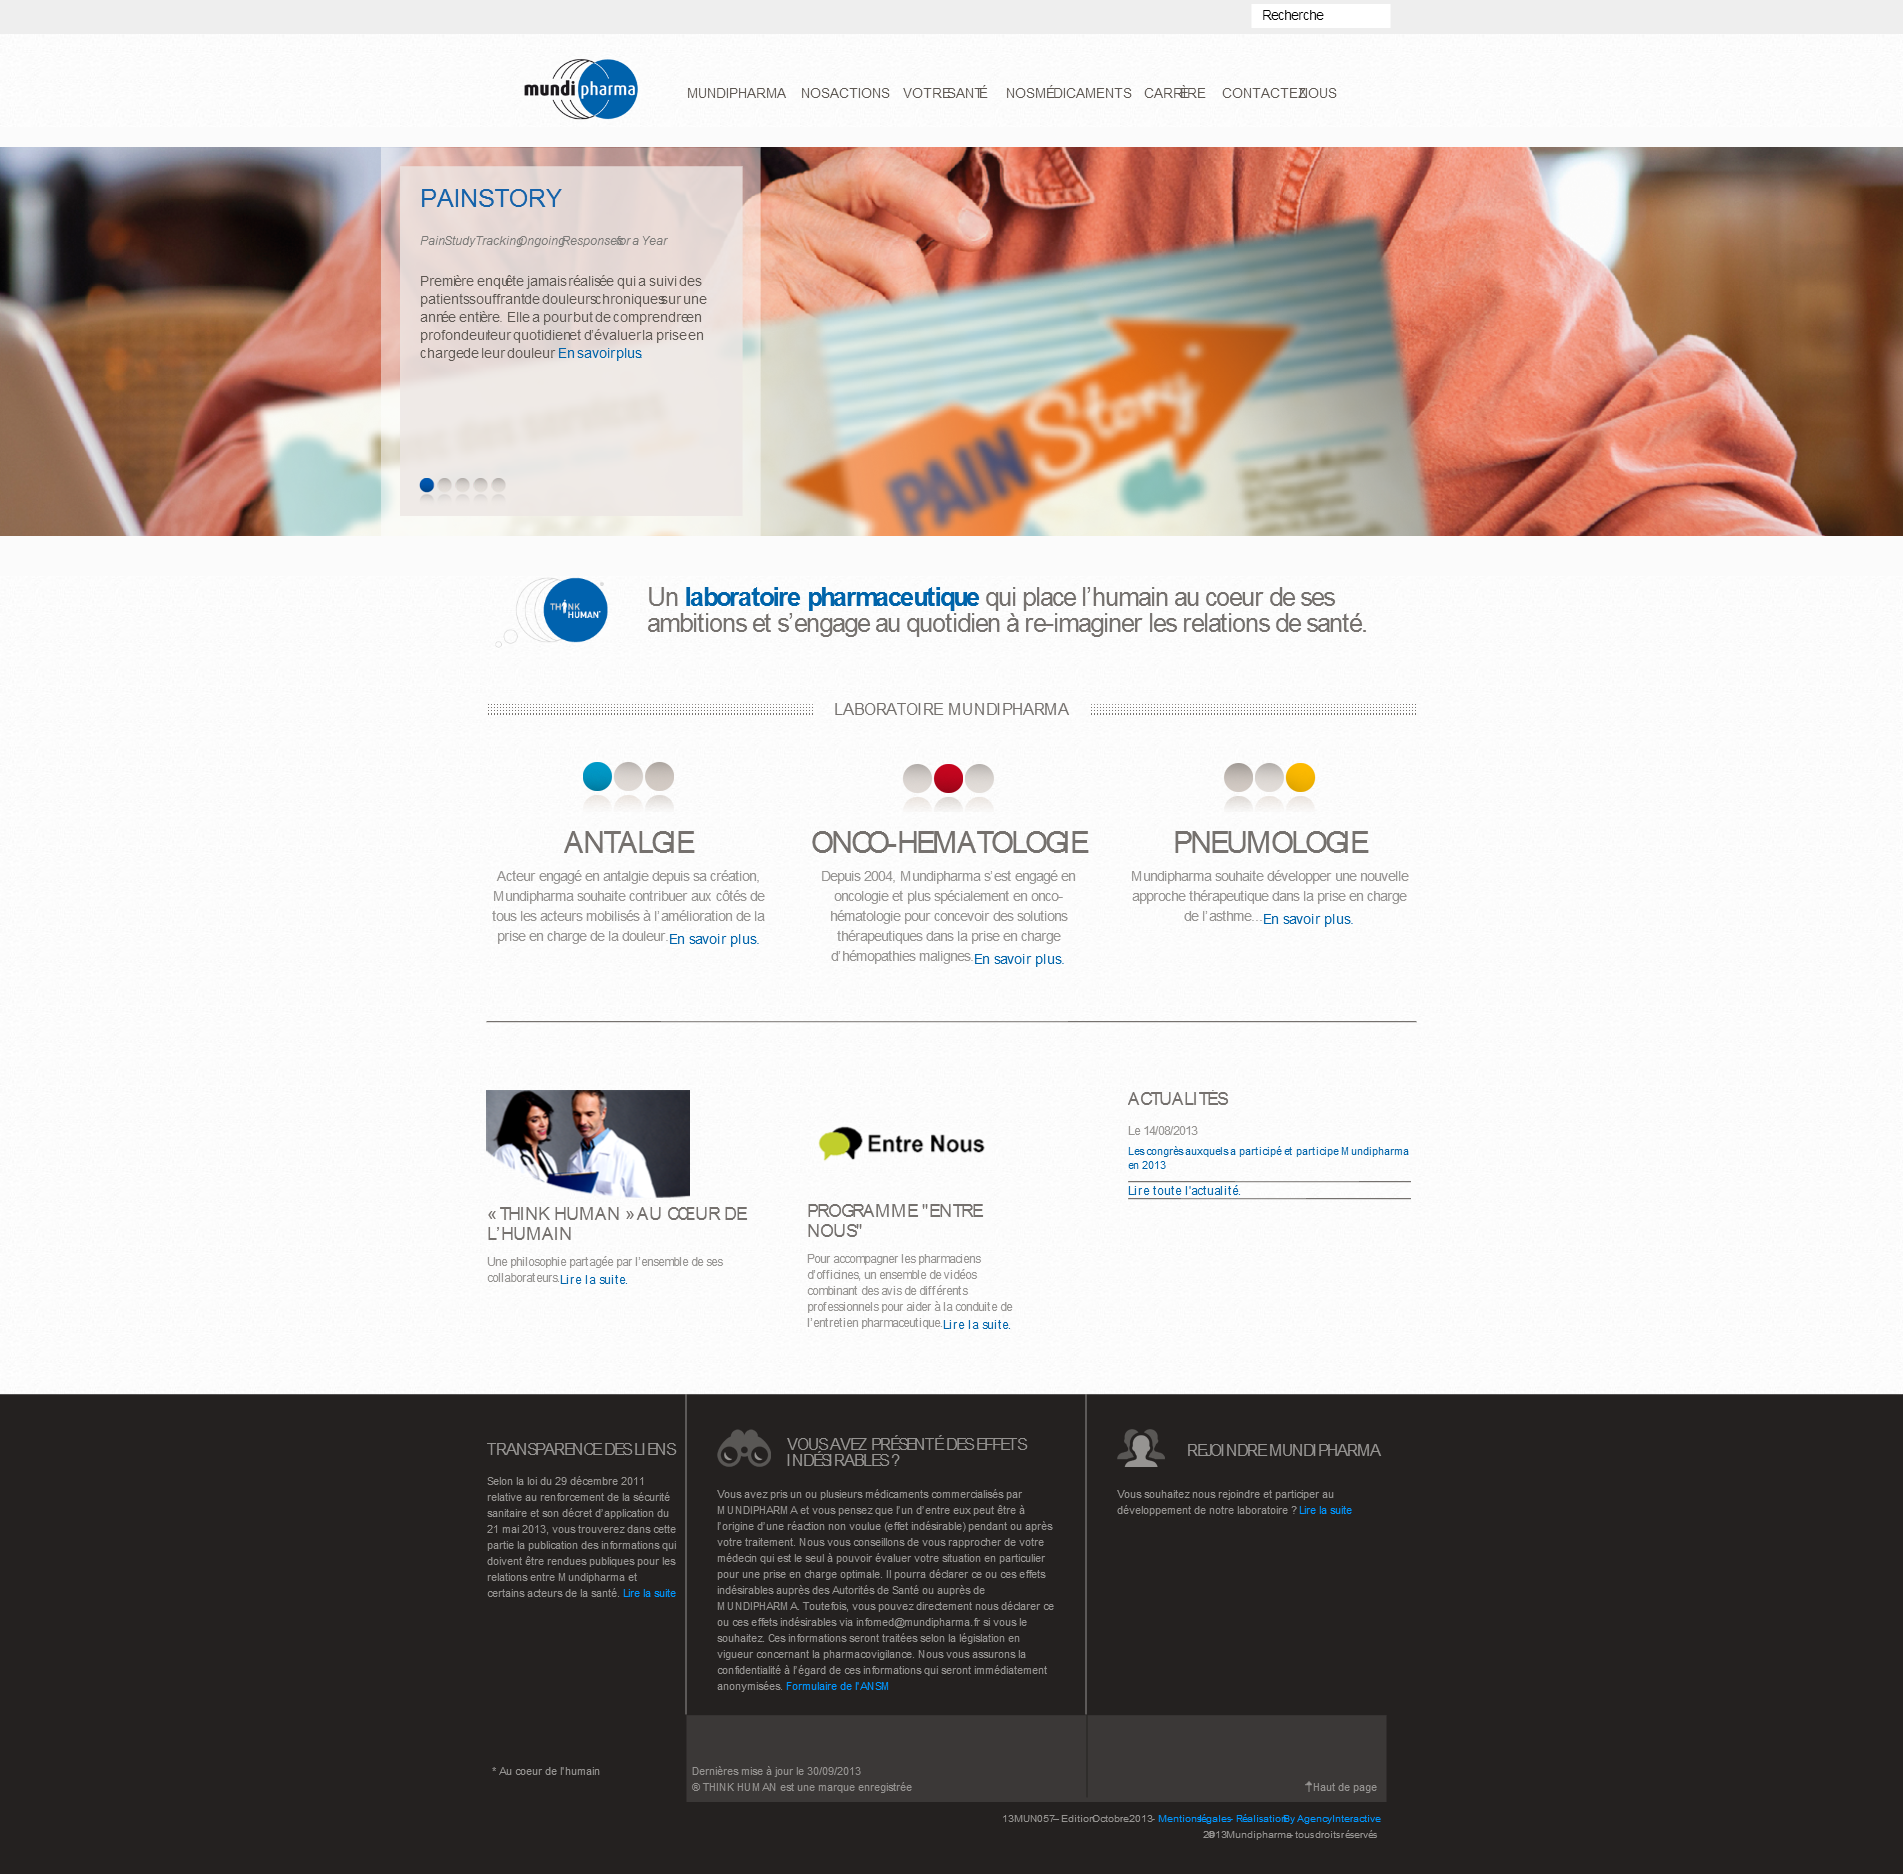 Recherche
mundipharma
MUNDIPHARMA NOS ACTIONS VOTRE SANTÉ NOS MÉDICAMENTS CARRIÈRE CONTACTEZ NOUS
PAINSTORY
Pain Study Tracking Ongoing Responses for a Year
Première enquête jamais réalisée qui a suivi des
patients souffrant de douleurs chroniques sur une
année entière. Elle a pour but de comprendre en
profondeur leur quotidien et d’évaluer la prise en
charge de leur douleur En savoir plus.
avec des services
PAIN Story
THINK
HUMAN*
Un laboratoire pharmaceutique qui place l’humain au coeur de ses
ambitions et s’engage au quotidien à re-imaginer les relations de santé.
LABORATOIRE MUNDIPHARMA
ANTALGIE
Acteur engagé en antalgie depuis sa création,
Mundipharma souhaite contribuer aux côtés de
tous les acteurs mobilisés à l’amélioration de la
prise en charge de la douleur. En savoir plus.
ONCO-HEMATOLOGIE
Depuis 2004, Mundipharma s’est engagé en
oncologie et plus spécialement en onco-
hématologie pour concevoir des solutions
thérapeutiques dans la prise en charge
d’hémopathies malignes. En savoir plus.
PNEUMOLOGIE
Mundipharma souhaite développer une nouvelle
approche thérapeutique dans la prise en charge
de l’asthme... En savoir plus.
« THINK HUMAN » AU CŒUR DE
L’HUMAIN
Une philosophie partagée par l’ensemble de ses
collaborateurs. Lire la suite.
Entre Nous
PROGRAMME "ENTRE
NOUS"
Pour accompagner les pharmaciens
d’officines, un ensemble de vidéos
combinant des avis de différents
professionnels pour aider à la conduite de
l’entretien pharmaceutique. Lire la suite.
ACTUALITÉS
Le 14/08/2013
Les congrès auxquels a participé et participe Mundipharma
en 2013
Lire toute l'actualité.
TRANSPARENCE DES LIENS
Selon la loi du 29 décembre 2011
relative au renforcement de la sécurité
sanitaire et son décret d’application du
21 mai 2013, vous trouverez dans cette
partie la publication des informations qui
doivent être rendues publiques pour les
relations entre Mundipharma et
certains acteurs de la santé. Lire la suite
VOUS AVEZ PRÉSENTÉ DES EFFETS
INDÉSIRABLES ?
Vous avez pris un ou plusieurs médicaments commercialisés par
MUNDIPHARMA et vous pensez que l’un d’entre eux peut être à
l’origine d’une réaction non voulue (effet indésirable) pendant ou après
votre traitement. Nous vous conseillons de vous rapprocher de votre
médecin qui est le seul à pouvoir évaluer votre situation en particulier
pour une prise en charge optimale. Il pourra déclarer ce ou ces effets
indésirables auprès des Autorités de Santé ou auprès de
MUNDIPHARMA. Toutefois, vous pouvez directement nous déclarer ce
ou ces effets indésirables via infomed@mundipharma.fr si vous le
souhaitez. Ces informations seront traitées selon la législation en
vigueur concernant la pharmacovigilance. Nous vous assurons la
confidentialité à l’égard de ces informations qui seront immédiatement
anonymisées. Formulaire de l’ANSM
REJOINDRE MUNDIPHARMA
Vous souhaitez nous rejoindre et participer au
développement de notre laboratoire ? Lire la suite
* Au coeur de l'humain
Dernières mise à jour le 30/09/2013
® THINK HUMAN est une marque enregistrée
Haut de page
13MUN057 – Edition Octobre 2013 - Mentions légales - Réalisation By Agency Interactive
© 2013 Mundipharma - tous droits réservés